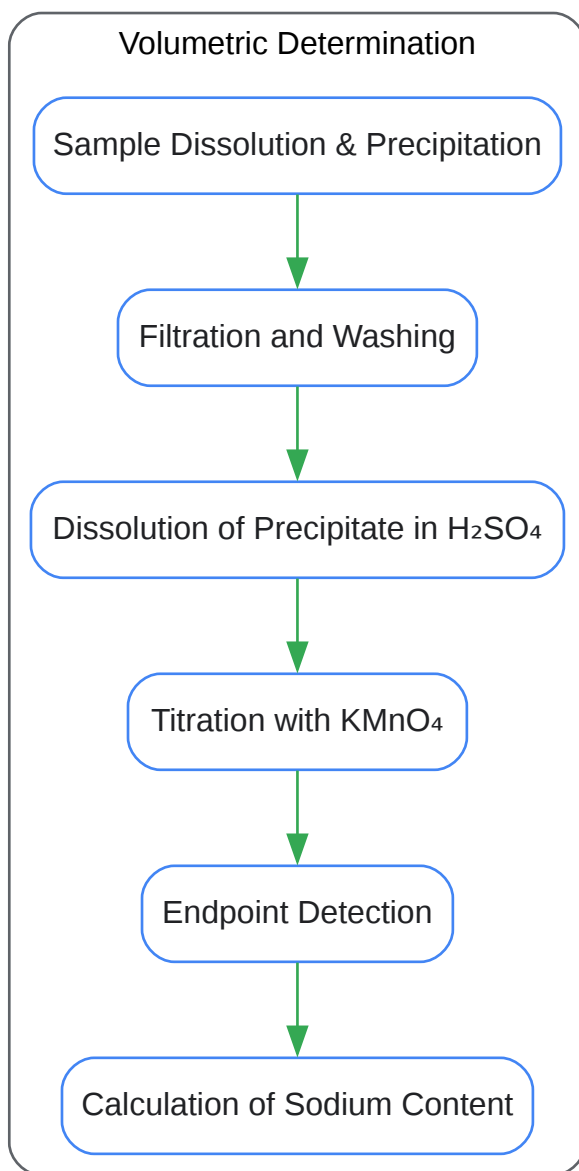 Volumetric Determination
Sample Dissolution & Precipitation
Filtration and Washing
Dissolution of Precipitate in H₂SO₄
Titration with KMnO₄
Endpoint Detection
Calculation of Sodium Content